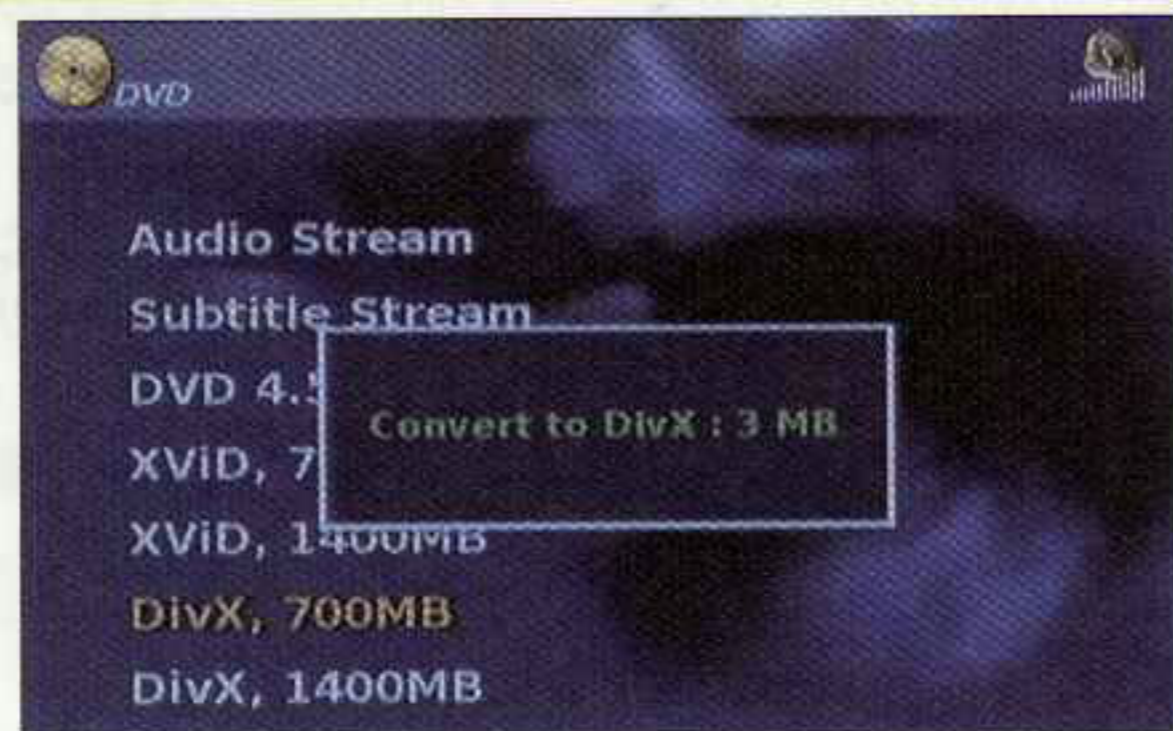 DVD
Audio Stream
Subtitle Stream
DVD 4.5
Convert to DivX : 3 MB
XViD, 7
XViD, 1400MB
DivX, 700MB
DivX, 1400MB